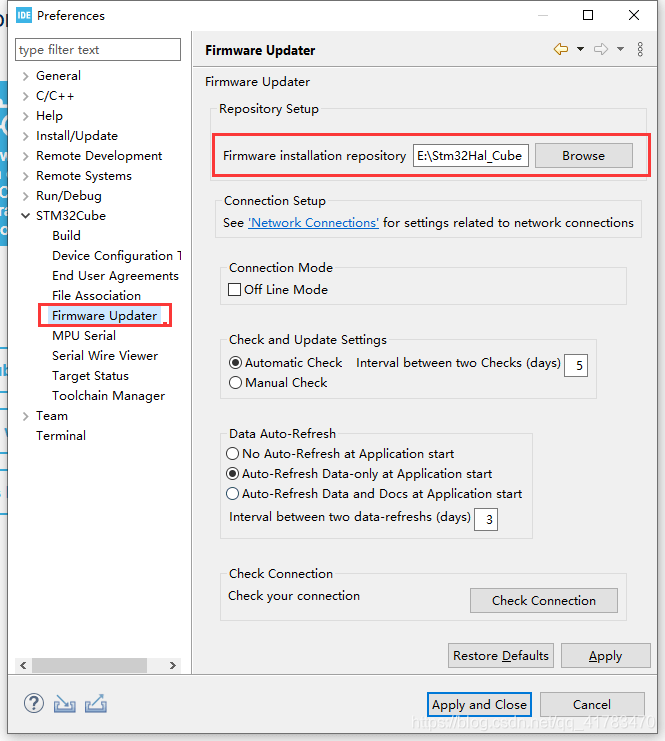 IDE Preferences
type filter text
General
C/C++
Help
Install/Update
Remote Development
Remote Systems
Run/Debug
STM32Cube
Build
Device Configuration T
End User Agreements
File Association
Firmware Updater
MPU Serial
Serial Wire Viewer
Target Status
Toolchain Manager
Team
Terminal
Firmware Updater
Firmware Updater
Repository Setup
Firmware installation repository E:\Stm32Hal_Cube Browse
Connection Setup
See 'Network Connections' for settings related to network connections
Connection Mode
Off Line Mode
Check and Update Settings
Automatic Check Interval between two Checks (days) 5
Manual Check
Data Auto-Refresh
No Auto-Refresh at Application start
Auto-Refresh Data-only at Application start
Auto-Refresh Data and Docs at Application start
Interval between two data-refreshs (days) 3
Check Connection
Check your connection
Check Connection
Restore Defaults Apply
? Apply and Close Cancel
https://blog.csdn.net/qq_41783470